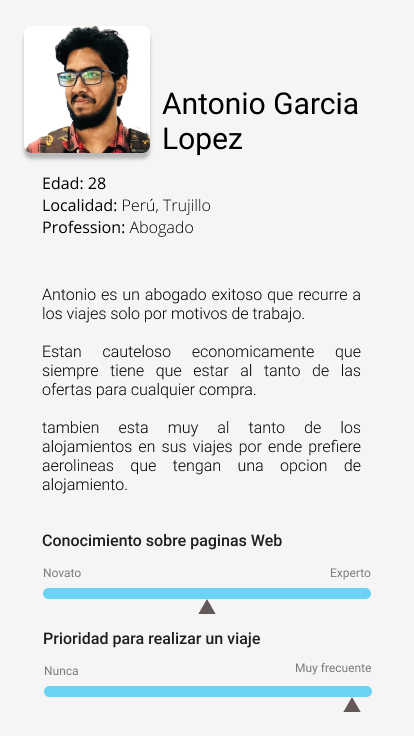 Antonio Garcia
Lopez
Edad: 28
Localidad: Perú, Trujillo
Profession: Abogado
Antonio es un abogado exitoso que recurre a
los viajes solo por motivos de trabajo.
Estan cauteloso economicamente que
siempre tiene que estar al tanto de las
ofertas para cualquier compra.
tambien esta muy al tanto de los
alojamientos en sus viajes por ende prefiere
aerolineas que tengan una opcion de
alojamiento.
Conocimiento sobre paginas Web
Novato Experto
Prioridad para realizar un viaje
Nunca Muy frecuente